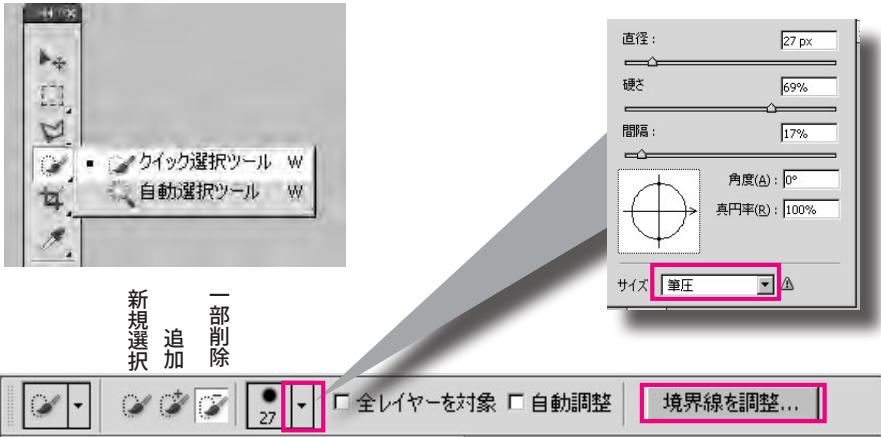 クイック選択ツール W
自動選択ツール W
直径：
27 px
硬さ
69%
間隔：
17%
角度(A)：0°
真円率(R)：100%
サイズ：筆圧
新規選択
追加
一部削除
27
全レイヤーを対象
自動調整
境界線を調整...